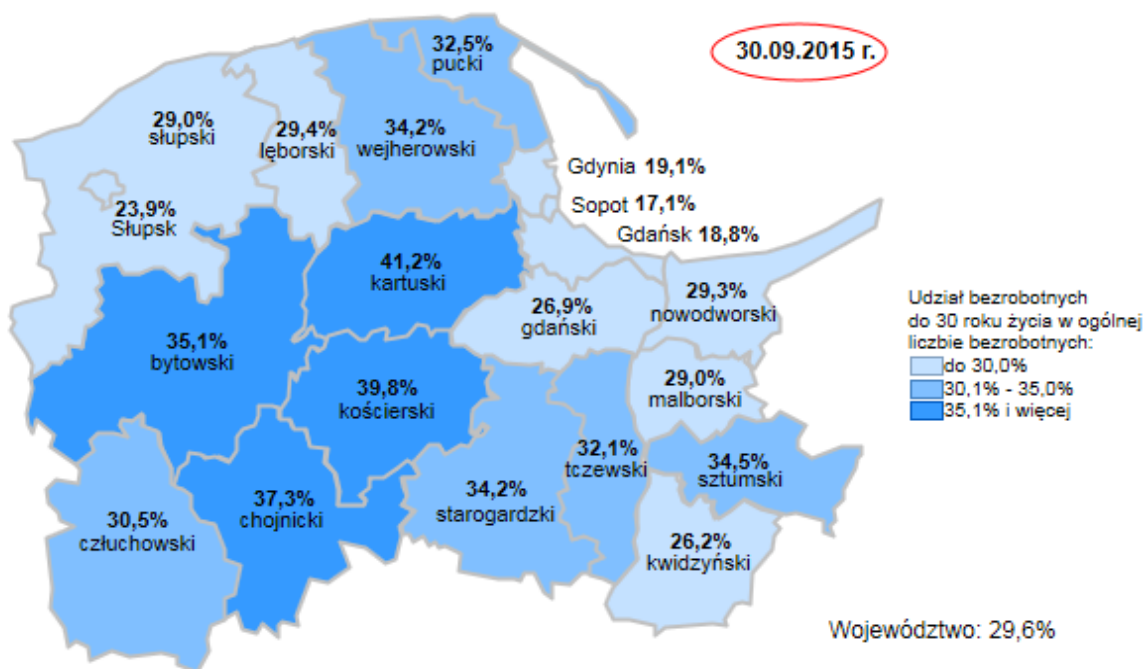 30.09.2015 r.
32,5%
pucki
29,0%
słupski
29,4%
lęborski
34,2%
wejherowski
Gdynia 19,1%
Sopot 17,1%
Gdańsk 18,8%
23,9%
Słupsk
41,2%
kartuski
26,9%
gdański
29,3%
nowodworski
35,1%
bytowski
39,8%
kościerski
29,0%
malborski
32,1%
tczewski
34,5%
sztumski
30,5%
człuchowski
37,3%
chojnicki
34,2%
starogardzki
26,2%
kwidzyński
Udział bezrobotnych
do 30 roku życia w ogólnej
liczbie bezrobotnych:
do 30,0%
30,1% - 35,0%
35,1% i więcej
Województwo: 29,6%